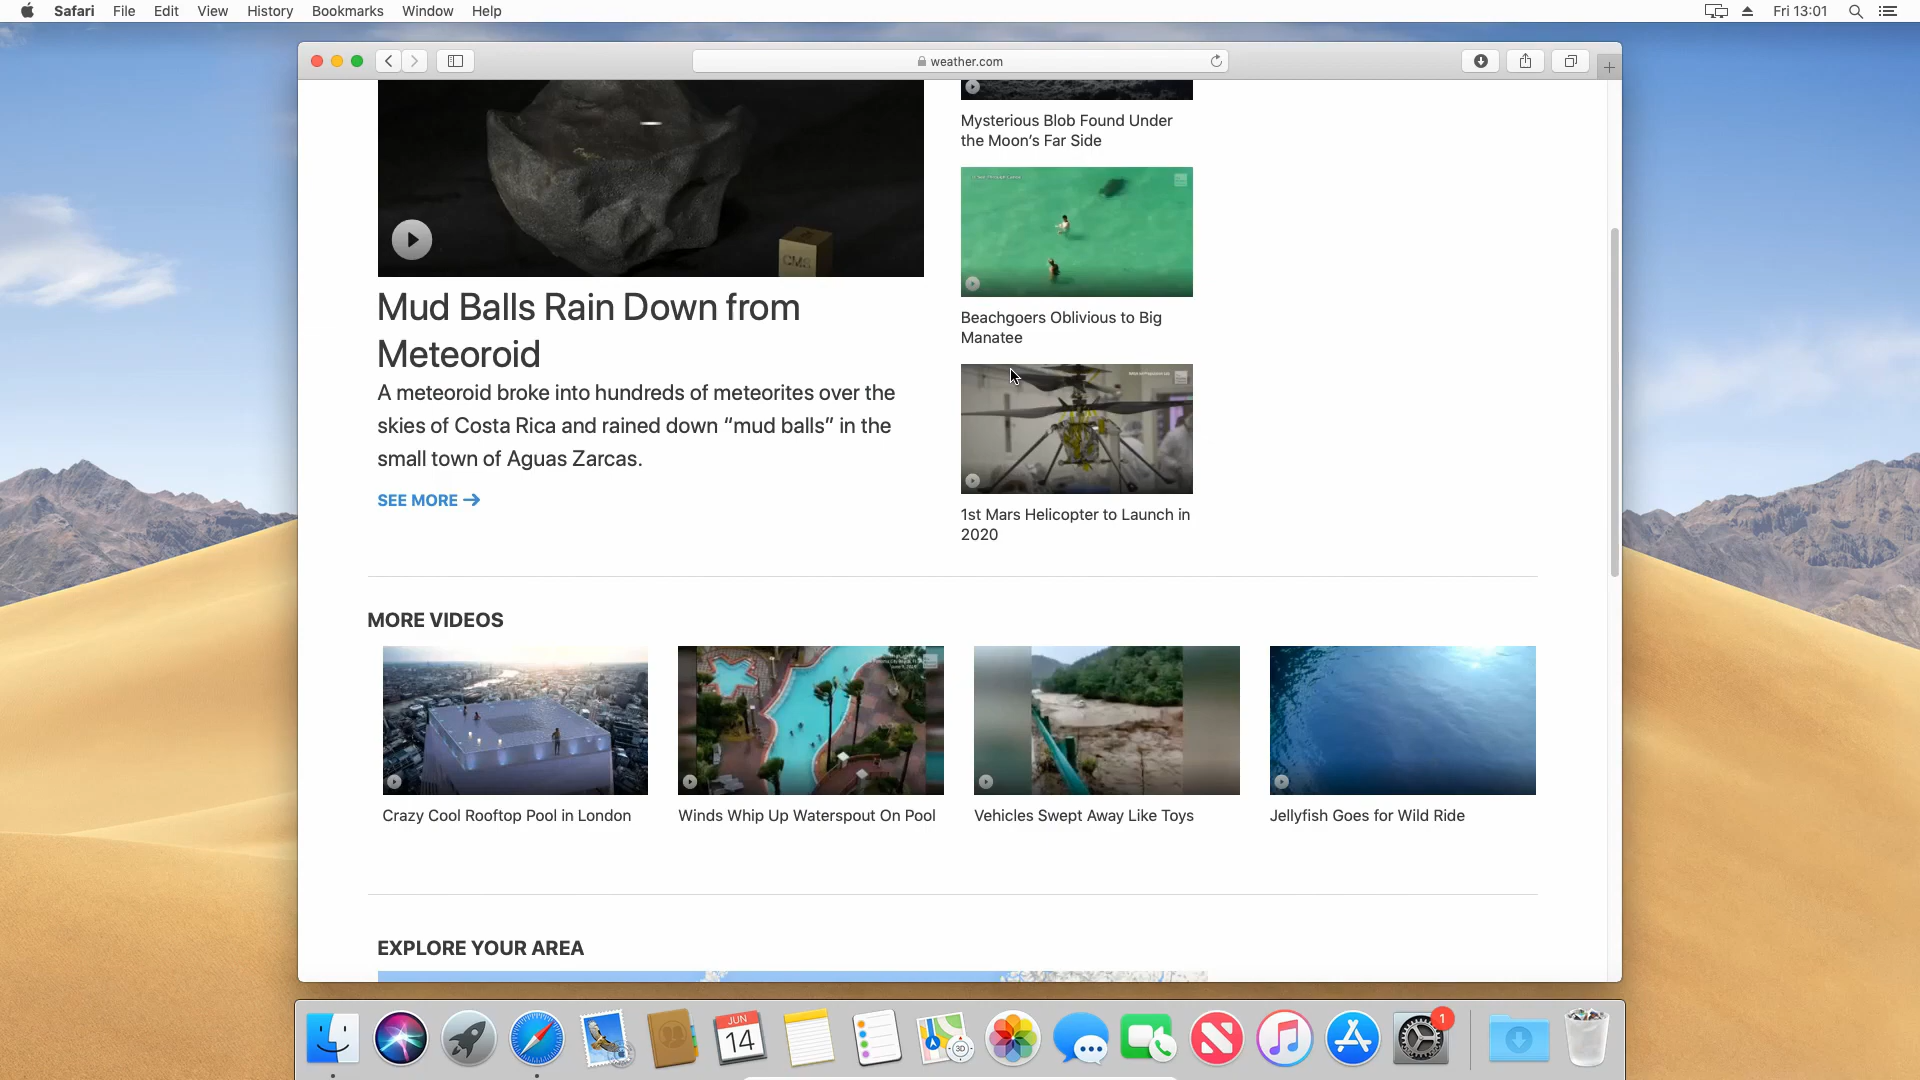 Safari File Edit View History Bookmarks Window Help
Fri 13:01
weather.com
Mysterious Blob Found Under
the Moon's Far Side
CMS
Mud Balls Rain Down from
Meteoroid
A meteoroid broke into hundreds of meteorites over the
skies of Costa Rica and rained down “mud balls” in the
small town of Aguas Zarcas.
SEE MORE →
Beachgoers Oblivious to Big
Manatee
1st Mars Helicopter to Launch in
2020
MORE VIDEOS
Crazy Cool Rooftop Pool in London
Winds Whip Up Waterspout On Pool
Vehicles Swept Away Like Toys
Jellyfish Goes for Wild Ride
EXPLORE YOUR AREA
JUN
14
3D
1